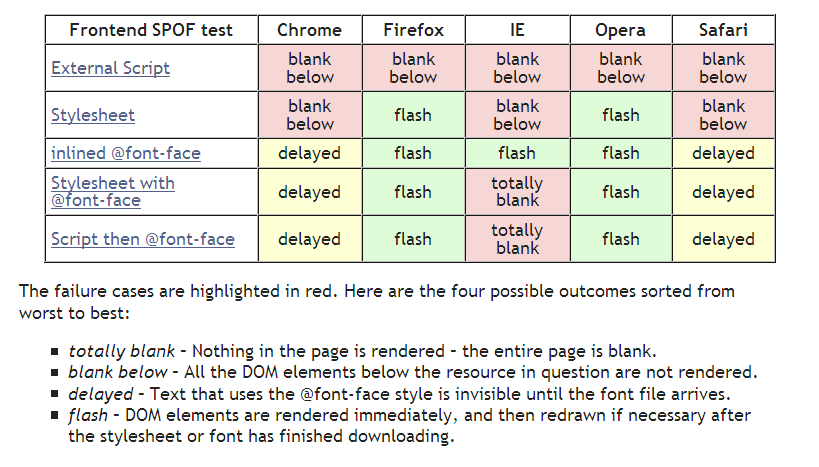 Frontend SPOF test Chrome Firefox IE Opera Safari
External Script blank below blank below blank below blank below blank below
Stylesheet blank below flash blank below flash blank below
inlined @font-face delayed flash flash flash delayed
Stylesheet with @font-face delayed flash totally blank flash delayed
Script then @font-face delayed flash totally blank flash delayed
The failure cases are highlighted in red. Here are the four possible outcomes sorted from
worst to best:
▪ totally blank – Nothing in the page is rendered – the entire page is blank.
▪ blank below – All the DOM elements below the resource in question are not rendered.
▪ delayed – Text that uses the @font-face style is invisible until the font file arrives.
▪ flash – DOM elements are rendered immediately, and then redrawn if necessary after
the stylesheet or font has finished downloading.